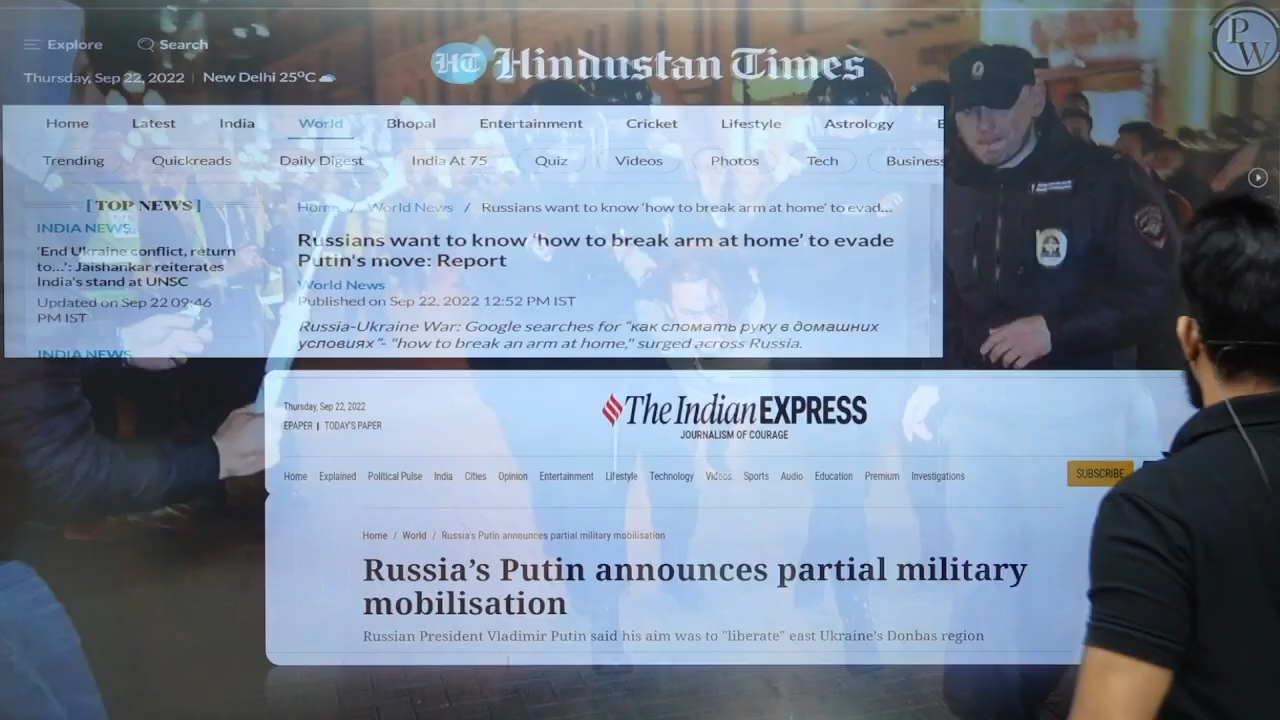 Explore Search
Thursday, Sep 22, 2022 | New Delhi 25°C
HT Hindustan Times
PW
Home Latest India World Bhopal Entertainment Cricket Lifestyle Astrology E
Trending Quickreads Daily Digest India At 75 Quiz Videos Photos Tech Business
[TOP NEWS]
INDIA NEWS
'End Ukraine conflict, return
to...': Jaishankar reiterates
India's stand at UNSC
Updated on Sep 22 09:46
PM IST
INDIA NEWS
Home / World News / Russians want to know 'how to break arm at home' to evad...
Russians want to know 'how to break arm at home' to evade
Putin's move: Report
World News
Published on Sep 22, 2022 12:52 PM IST
Russia-Ukraine War: Google searches for "как сломать руку в домашних
условиях"- "how to break an arm at home," surged across Russia.
Thursday, Sep 22, 2022
EPAPER | TODAY'S PAPER
The Indian EXPRESS
JOURNALISM OF COURAGE
Home Explained Political Pulse India Cities Opinion Entertainment Lifestyle Technology Videos Sports Audio Education Premium Investigations
SUBSCRIBE
Home / World / Russia's Putin announces partial military mobilisation
Russia's Putin announces partial military
mobilisation
Russian President Vladimir Putin said his aim was to "liberate" east Ukraine's Donbas region